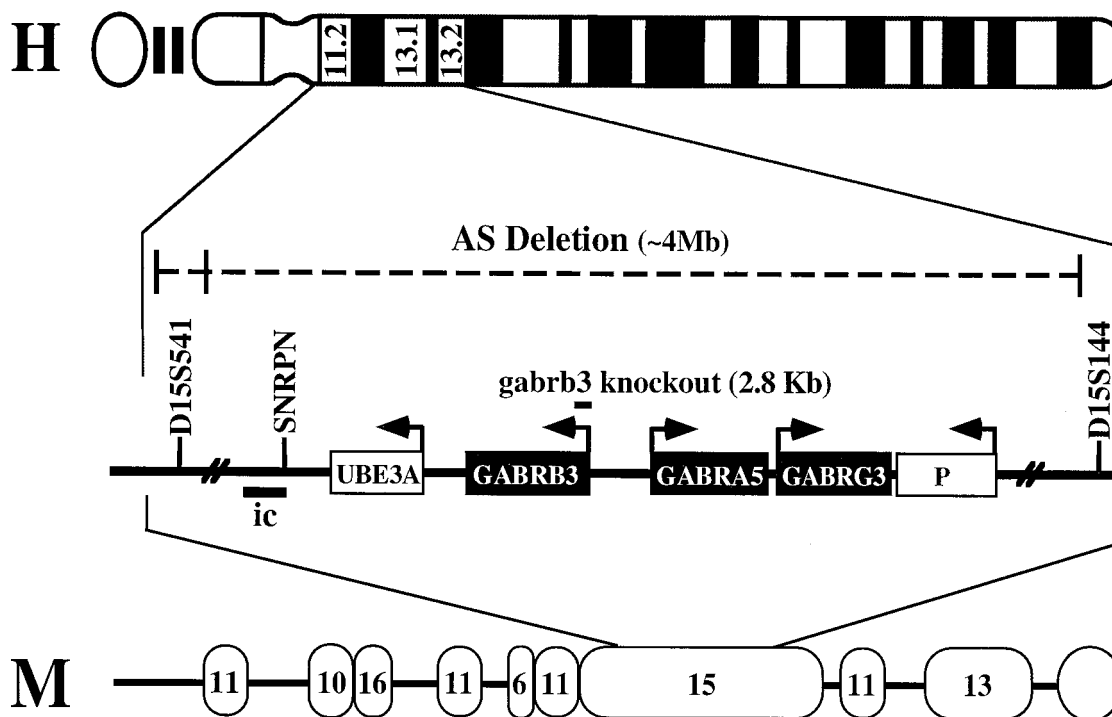 H
11.2 13.1 13.2
AS Deletion (~4Mb)
D15S541
SNRPN
gabrb3 knockout (2.8 Kb)
D15S144
UBE3A GABRB3 GABRA5 GABRG3 P
ic
M
11 10 16 11 6 11 15 11 13